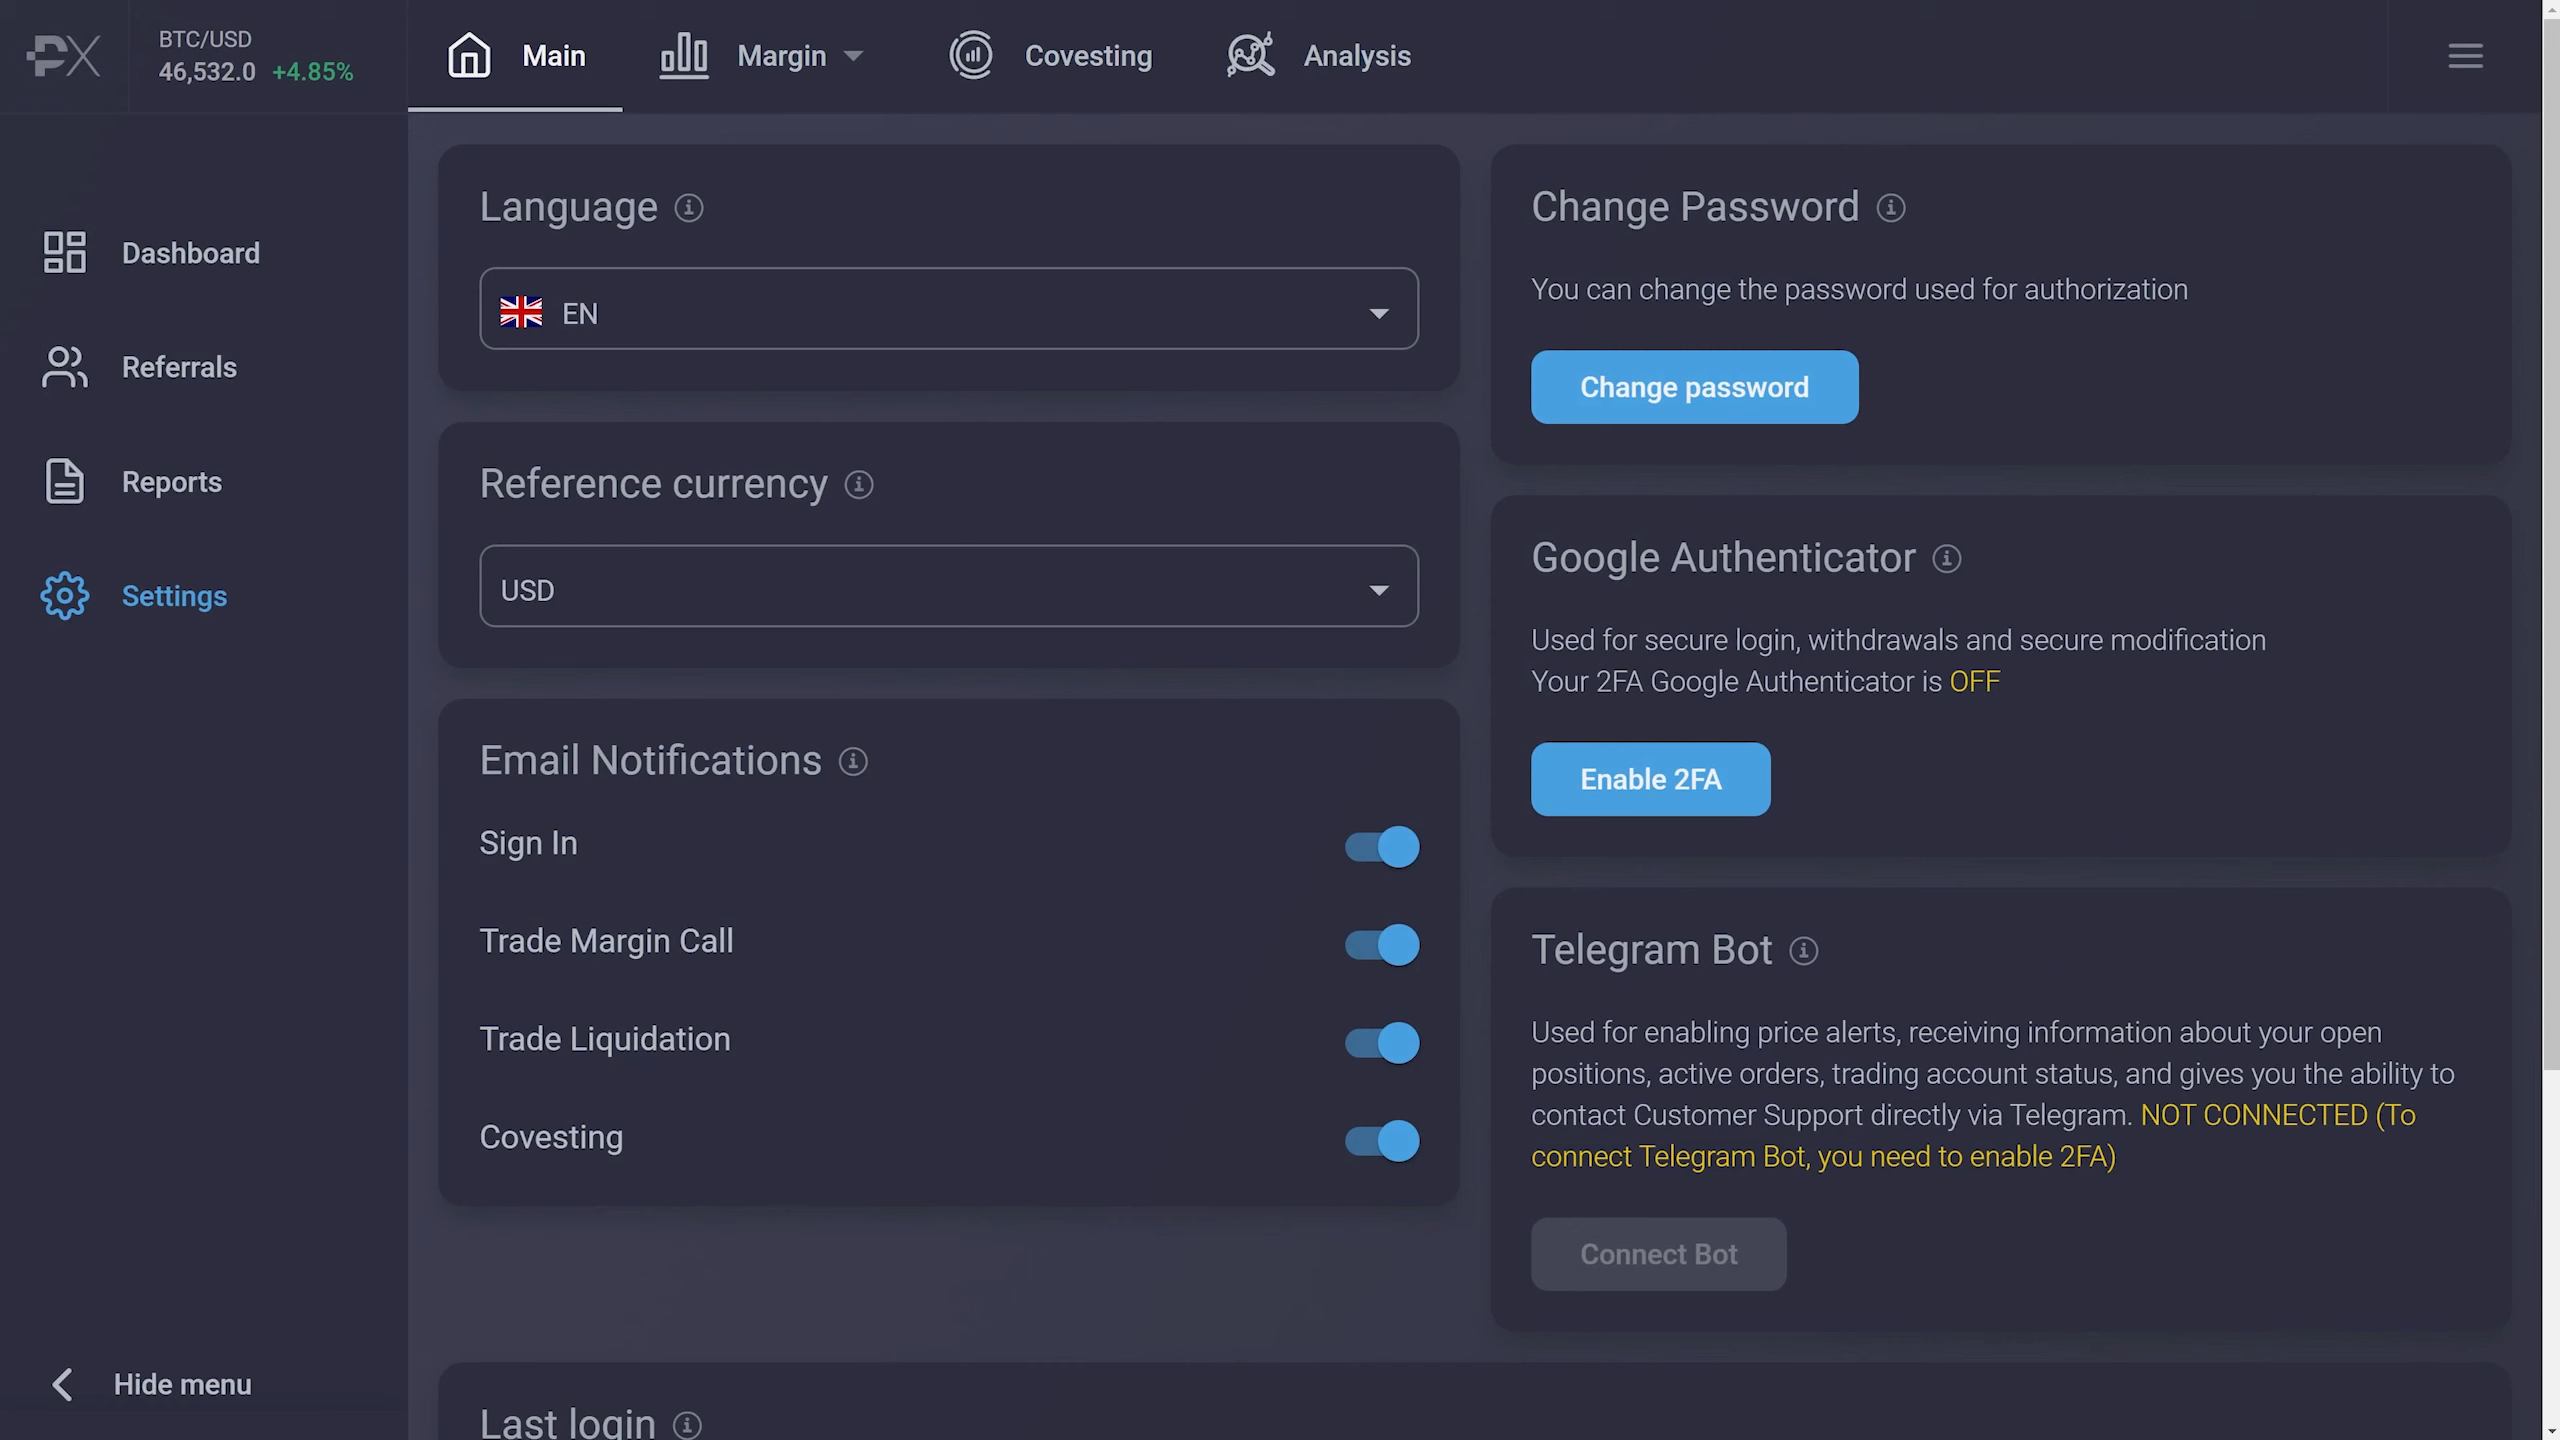 PX
BTC/USD
46,532.0 +4.85%
Main
Margin
Covesting
Analysis
Dashboard
Referrals
Reports
Settings
Hide menu
Language
EN
Reference currency
USD
Email Notifications
Sign In
Trade Margin Call
Trade Liquidation
Covesting
Change Password
You can change the password used for authorization
Change password
Google Authenticator
Used for secure login, withdrawals and secure modification
Your 2FA Google Authenticator is OFF
Enable 2FA
Telegram Bot
Used for enabling price alerts, receiving information about your open
positions, active orders, trading account status, and gives you the ability to
contact Customer Support directly via Telegram. NOT CONNECTED (To
connect Telegram Bot, you need to enable 2FA)
Connect Bot
Last login